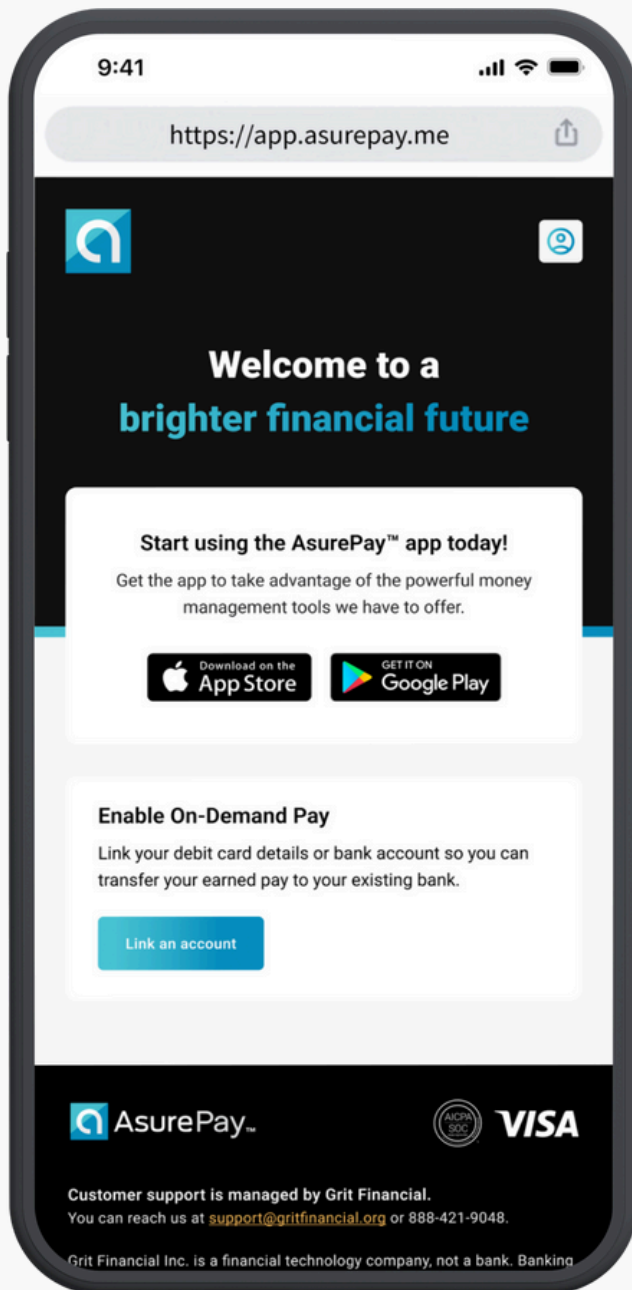 9:41
https://app.asurepay.me
Welcome to a
brighter financial future
Start using the AsurePay™ app today!
Get the app to take advantage of the powerful money
management tools we have to offer.
Download on the
App Store
GET IT ON
Google Play
Enable On-Demand Pay
Link your debit card details or bank account so you can
transfer your earned pay to your existing bank.
Link an account
AsurePay™
AICPA
SOC
VISA
Customer support is managed by Grit Financial.
You can reach us at support@gritfinancial.org or 888-421-9048.
Grit Financial Inc. is a financial technology company, not a bank. Banking